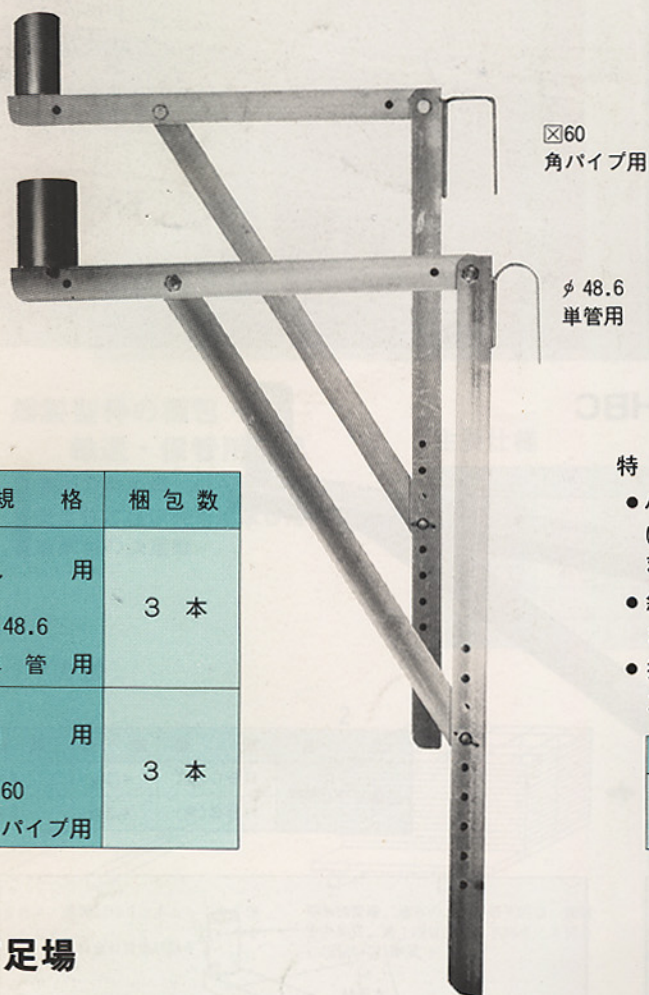 ☒60
角パイプ用
φ 48.6
単管用
特
規 格
梱 包 数
用
48.6
管 用
3 本
用
60
パイプ用
3 本
足場